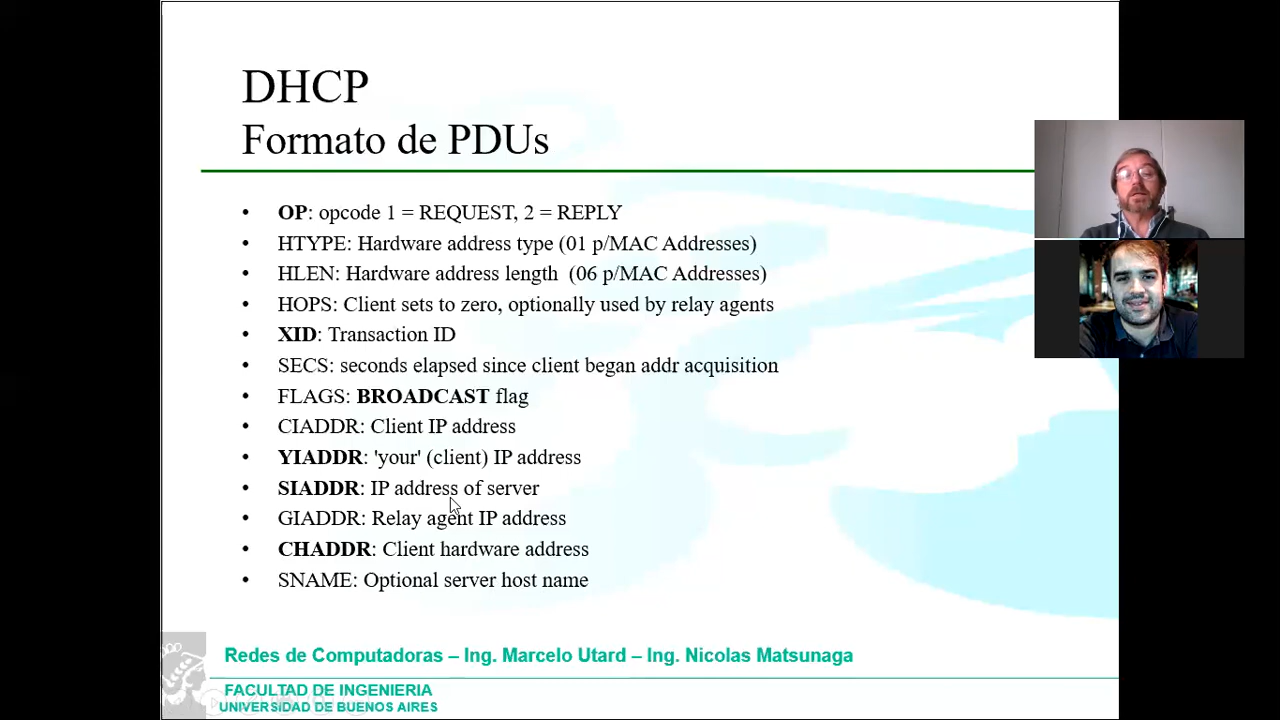 DHCP
Formato de PDUs
• OP: opcode 1 = REQUEST, 2 = REPLY
• HTYPE: Hardware address type (01 p/MAC Addresses)
• HLEN: Hardware address length (06 p/MAC Addresses)
• HOPS: Client sets to zero, optionally used by relay agents
• XID: Transaction ID
• SECS: seconds elapsed since client began addr acquisition
• FLAGS: BROADCAST flag
• CIADDR: Client IP address
• YIADDR: 'your' (client) IP address
• SIADDR: IP address of server
• GIADDR: Relay agent IP address
• CHADDR: Client hardware address
• SNAME: Optional server host name
Redes de Computadoras – Ing. Marcelo Utard – Ing. Nicolas Matsunaga
FACULTAD DE INGENIERIA
UNIVERSIDAD DE BUENOS AIRES